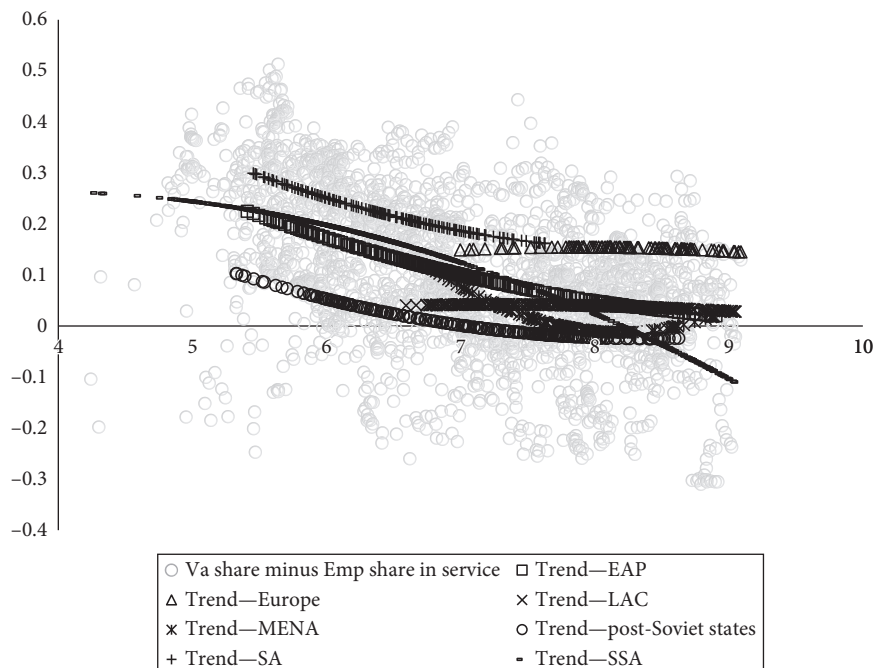 0.6
0.5
0.4
0.3
0.2
0.1
0
4 5 6 7 8 9 10
–0.1
–0.2
–0.3
–0.4
Va share minus Emp share in service Trend—EAP
Trend—Europe Trend—LAC
Trend—MENA Trend—post-Soviet states
Trend—SA Trend—SSA